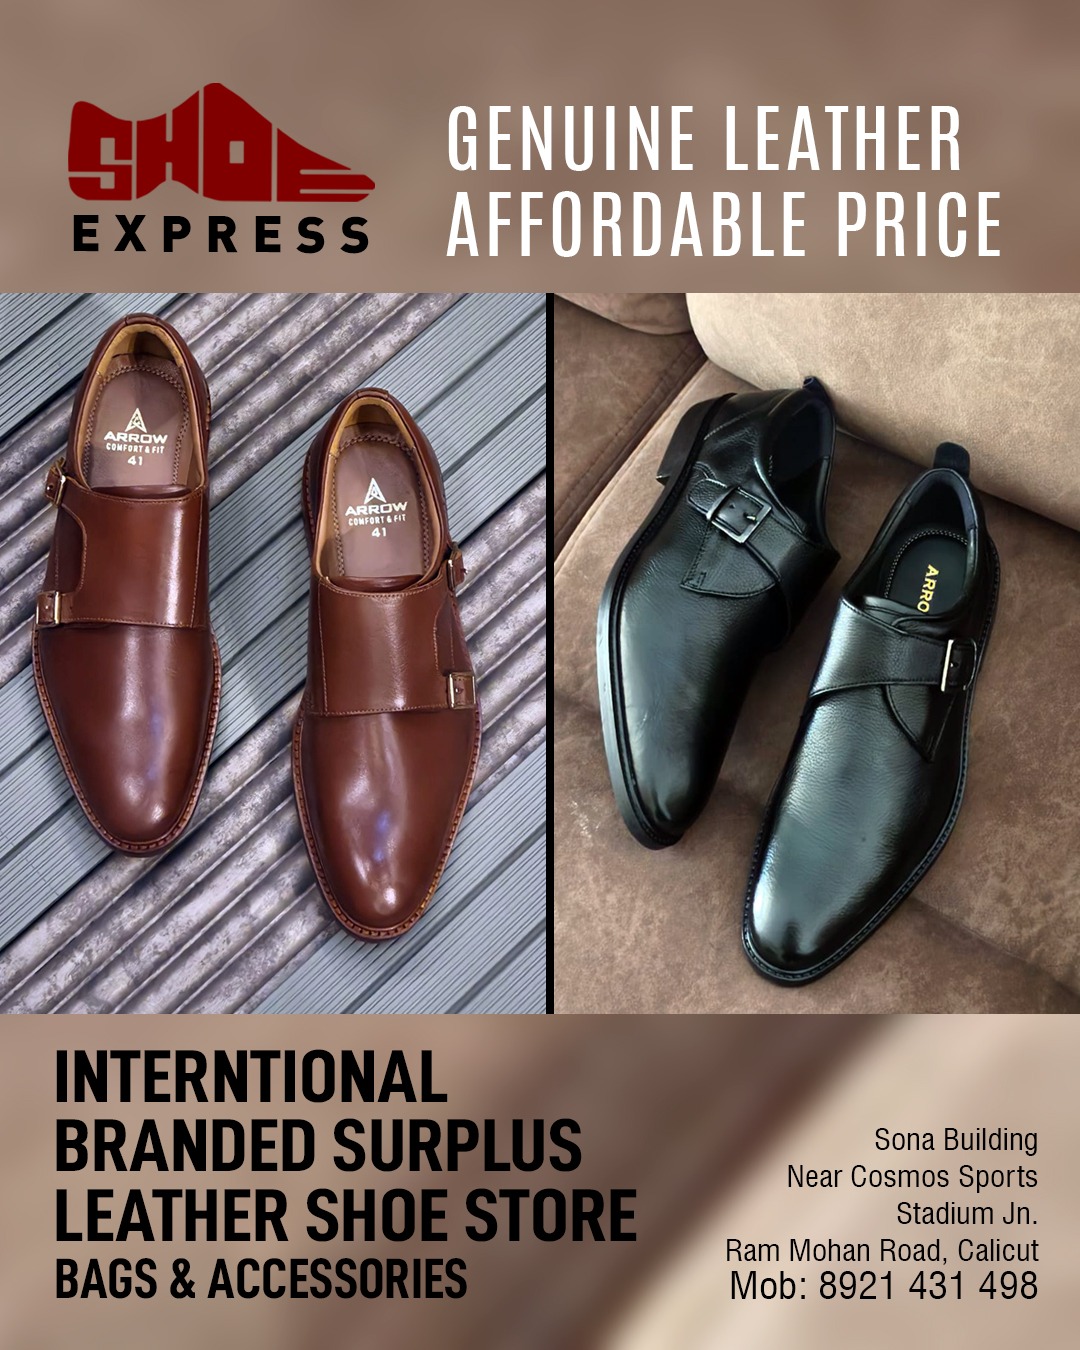 SHOE
EXPRESS
GENUINE LEATHER
AFFORDABLE PRICE
ARROW
COMFORT & FIT
41
ARROW
COMFORT & FIT
41
ARRO
INTERNTIONAL
BRANDED SURPLUS
LEATHER SHOE STORE
BAGS & ACCESSORIES
Sona Building
Near Cosmos Sports
Stadium Jn.
Ram Mohan Road, Calicut
Mob: 8921 431 498